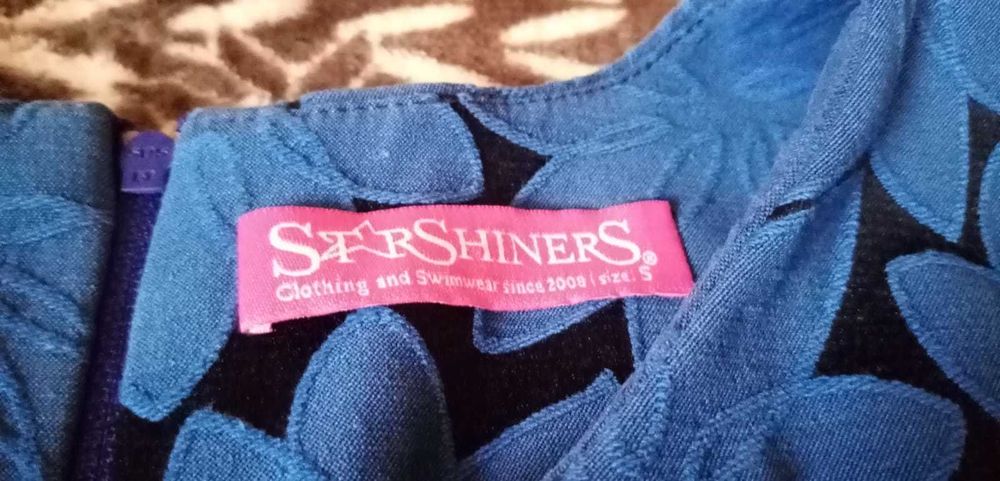 STARSHINERS®
Clothing and Swimwear since 2008 | size: S